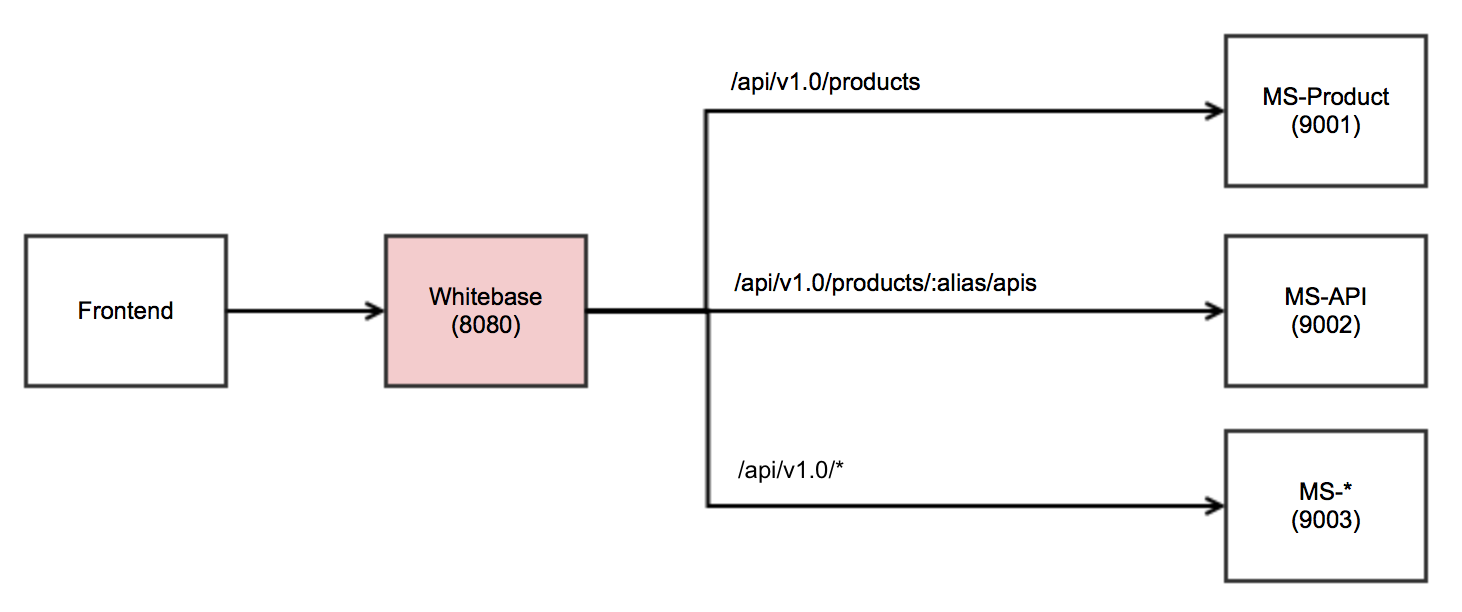 /api/v1.0/products
MS-Product
(9001)
Frontend
Whitebase
(8080)
/api/v1.0/products/:alias/apis
MS-API
(9002)
/api/v1.0/*
MS-*
(9003)